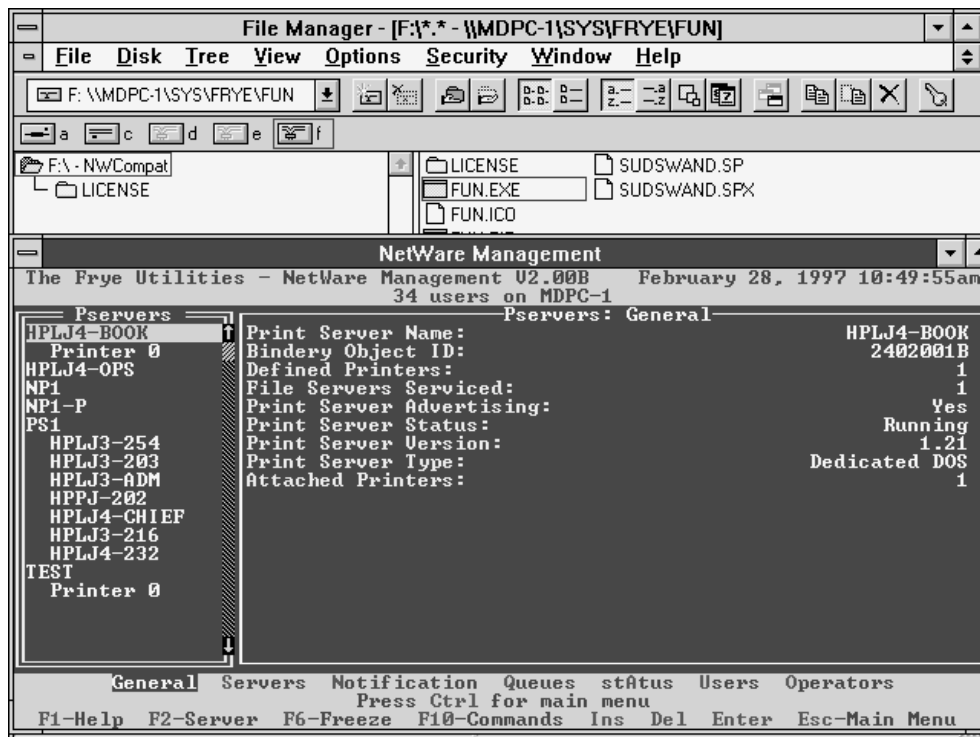 File Manager - [F:\*.* - \\MDPC-1\SYS\FRYE\FUN]
File Disk Tree View Options Security Window Help
F: \\MDPC-1\SYS\FRYE\FUN
a c d e f
F:\ - NWCompat
LICENSE
LICENSE
FUN.EXE
FUN.ICO
SUDSWAND.SP
SUDSWAND.SPX
NetWare Management
The Frye Utilities - NetWare Management V2.00B February 28, 1997 10:49:55am
34 users on MDPC-1
Pservers
HPLJ4-BOOK
Printer 0
HPLJ4-OPS
NP1
NP1-P
PS1
HPLJ3-254
HPLJ3-203
HPLJ3-ADM
HPPJ-202
HPLJ4-CHIEF
HPLJ3-216
HPLJ4-232
TEST
Printer 0
Pservers: General
Print Server Name: HPLJ4-BOOK
Bindery Object ID: 2402001B
Defined Printers: 1
File Servers Serviced: 1
Print Server Advertising: Yes
Print Server Status: Running
Print Server Version: 1.21
Print Server Type: Dedicated DOS
Attached Printers: 1
General Servers Notification Queues stAtus Users Operators
Press Ctrl for main menu
F1-Help F2-Server F6-Freeze F10-Commands Ins Del Enter Esc-Main Menu